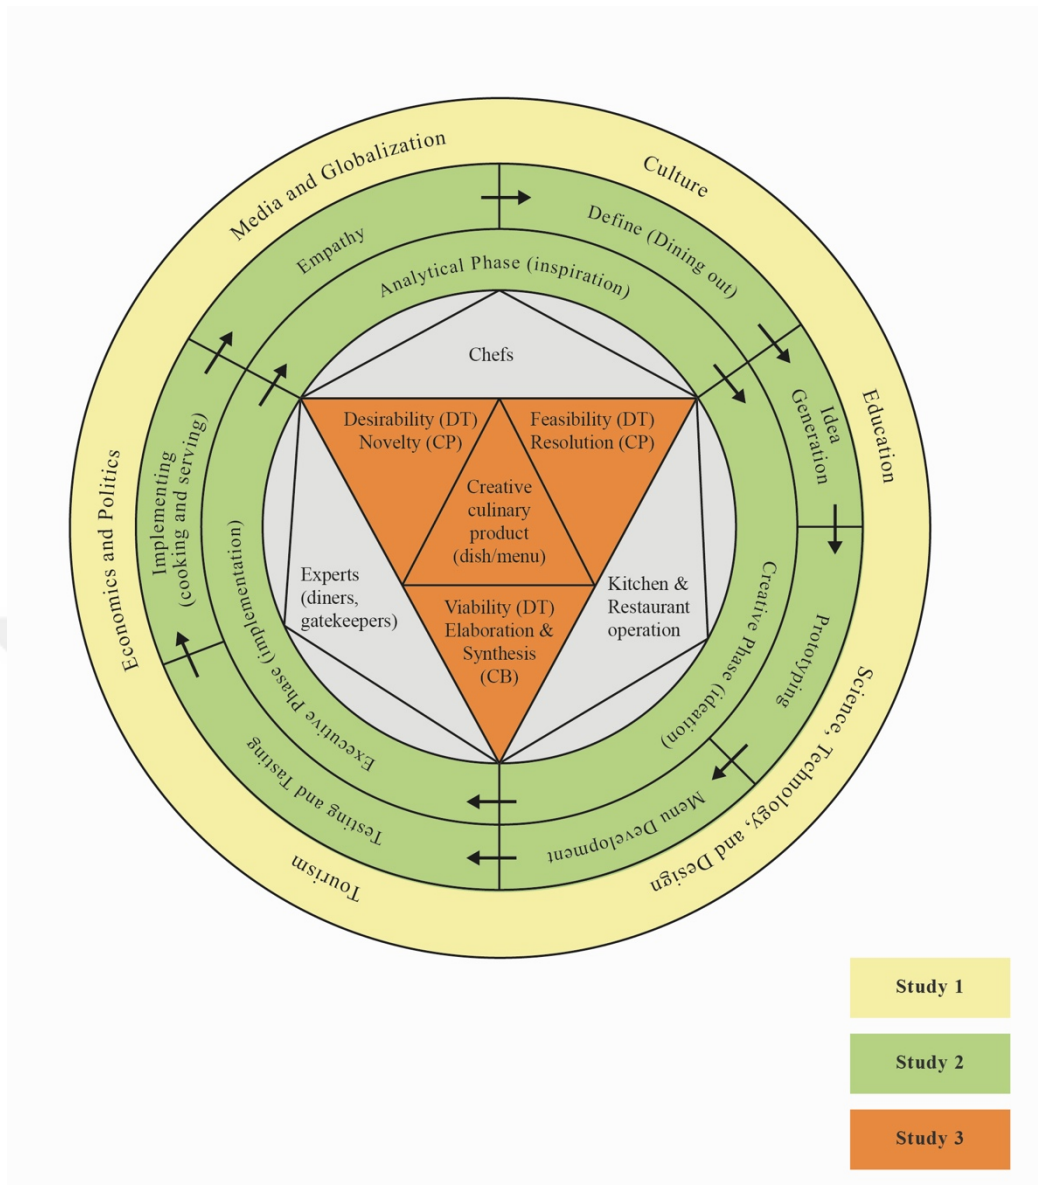 Media and Globalization
Culture
Education
Science, Technology, and Design
Tourism
Economics and Politics
Empathy
Define (Dining out)
Idea
Generation
Prototyping
Menu Development
Testing and Tasting
Implementing
(cooking and serving)
Analytical Phase (inspiration)
Creative Phase (ideation)
Executive Phase (implementation)
Chefs
Desirability (DT)
Novelty (CP)
Feasibility (DT)
Resolution (CP)
Creative
culinary
product
(dish/menu)
Experts
(diners,
gatekeepers)
Kitchen &
Restaurant
operation
Viability (DT)
Elaboration &
Synthesis
(CB)
Study 1
Study 2
Study 3